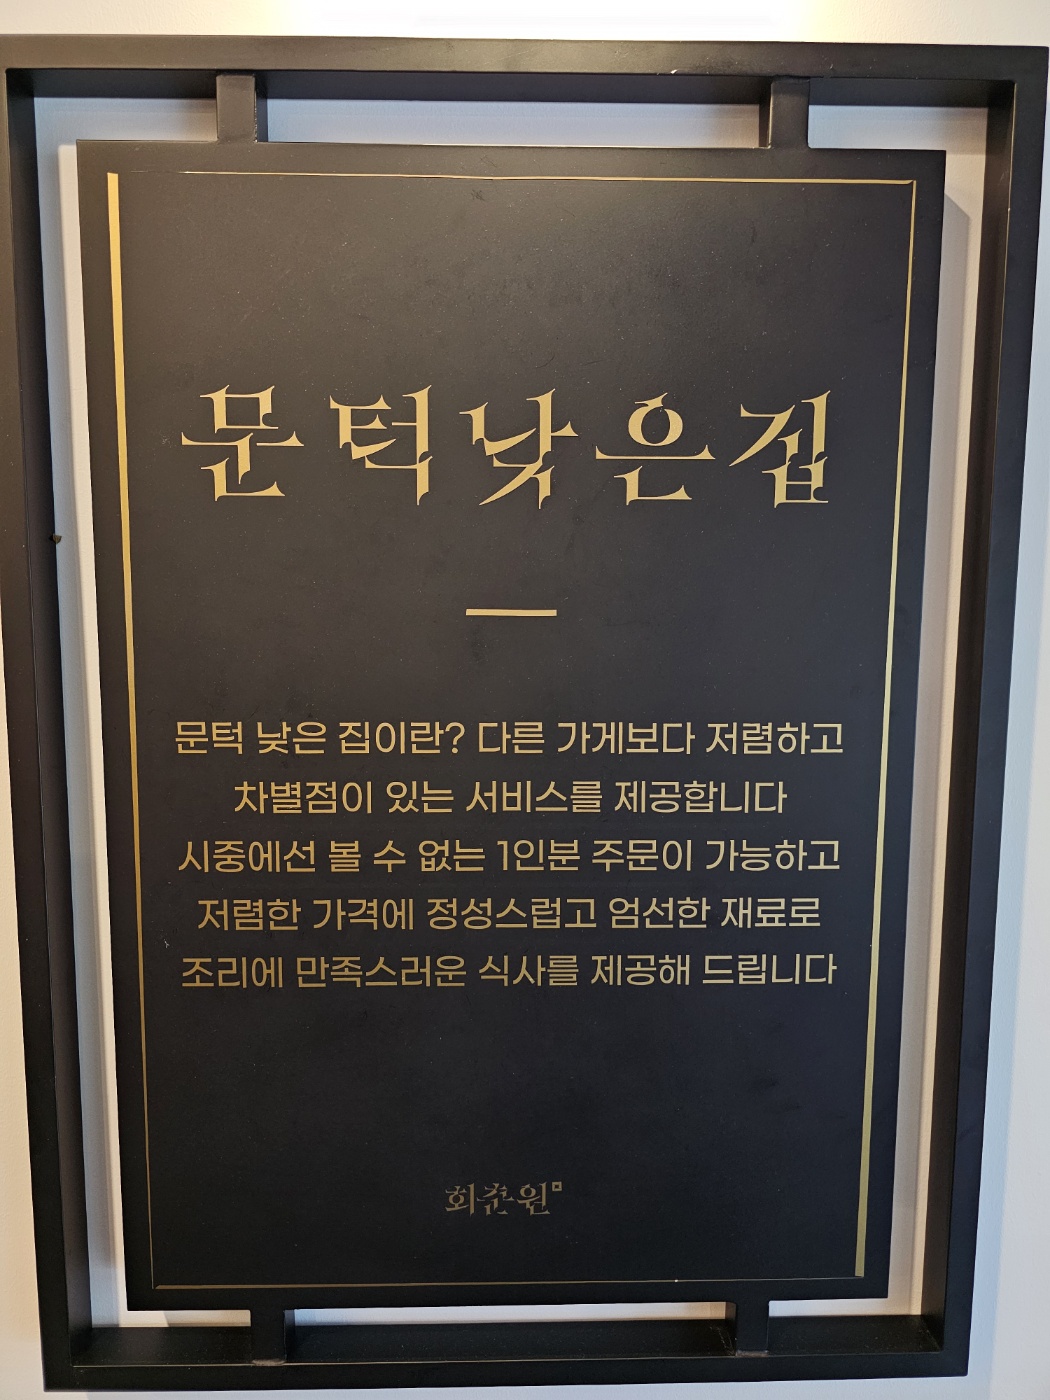 문턱낮은집
문턱 낮은 집이란? 다른 가게보다 저렴하고
차별점이 있는 서비스를 제공합니다
시중에선 볼 수 없는 1인분 주문이 가능하고
저렴한 가격에 정성스럽고 엄선한 재료로
조리에 만족스러운 식사를 제공해 드립니다
회춘원